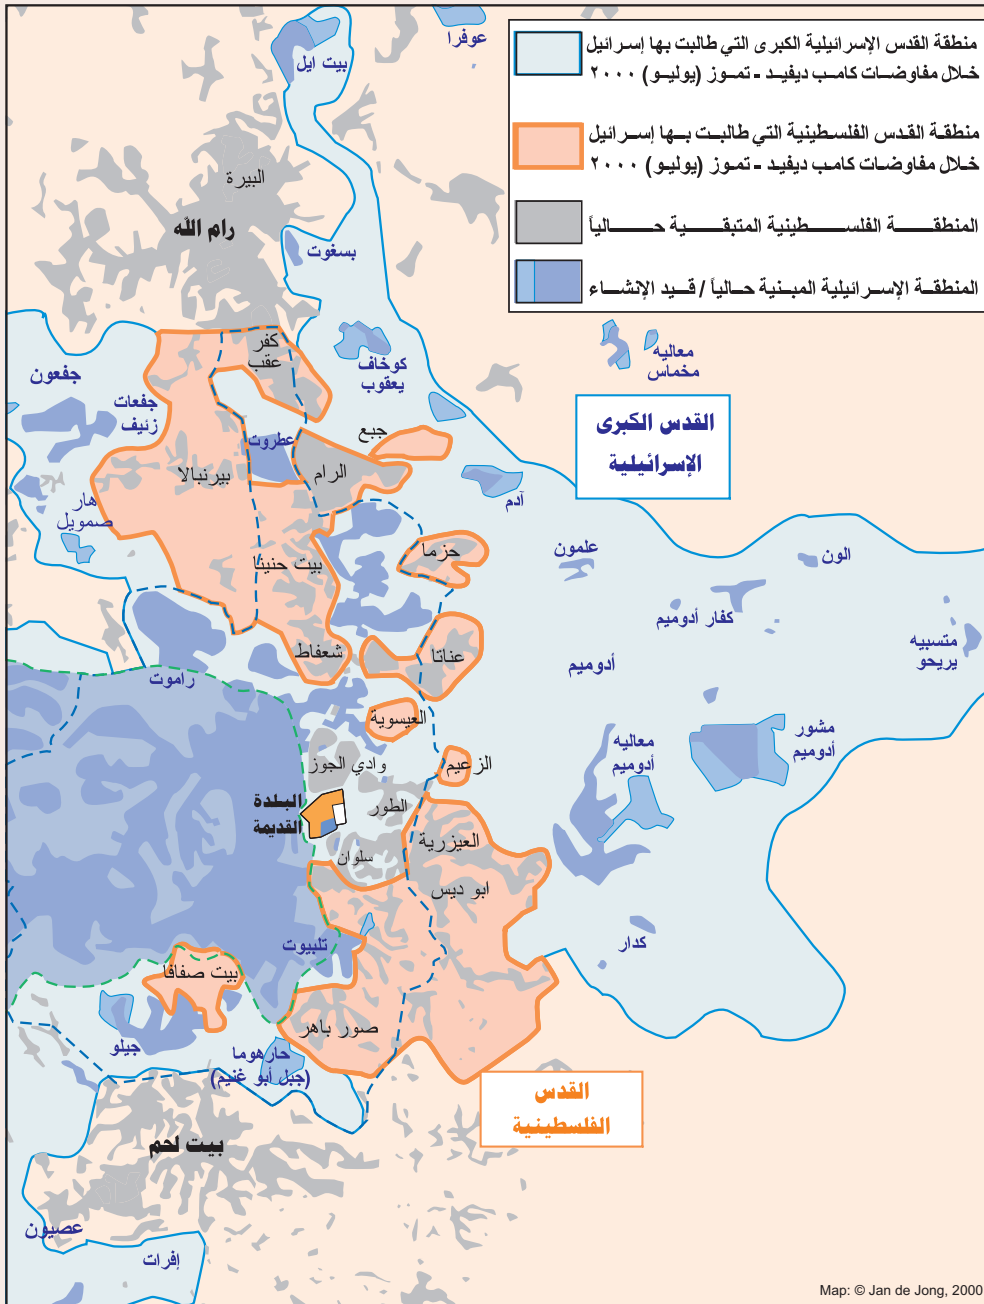 منطقة القدس الإسرائيلية الكبرى التي طالبت بها إسرائيل
خلال مفاوضات كامب ديفيد - تموز (يوليو) ٢٠٠٠
منطقة القدس الفلسطينية التي طالبت بها إسرائيل
خلال مفاوضات كامب ديفيد - تموز (يوليو) ٢٠٠٠
المنطقة الفلسطينية المتبقية حالياً
المنطقة الإسرائيلية المبنية حالياً / قيد الإنشاء
عوفرا
بيت ايل
البيرة
رام الله
بسغوت
كفر
عقب
كوخاف
يعقوب
معاليه
مخماس
جفعون
جفعات
زئيف
القدس الكبرى
الإسرائيلية
جبع
عطروت
الرام
بيرنبالا
آدم
هار
صمويل
حزما
علمون
الون
بيت حنينا
كفار أدوميم
متسبيه
يريحو
شعفاط
عناتا
أدوميم
راموت
العيسوية
مشور
أدوميم
معاليه
أدوميم
وادي الجوز
الزعيم
البلدة
القديمة
الطور
سلوان
العيزرية
ابو ديس
كدار
تلبيوت
بيت صفافا
صور باهر
جيلو
حارهوما
(جبل أبو غنيم)
القدس
الفلسطينية
بيت لحم
عصيون
إفرات
Map: © Jan de Jong, 2000